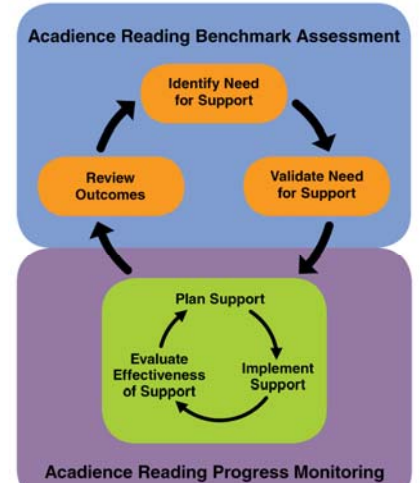 Acadience Reading Benchmark Assessment
Identify Need
for Support
Review
Outcomes
Validate Need
for Support
Plan Support
Implement
Support
Evaluate
Effectiveness
of Support
Acadience Reading Progress Monitoring